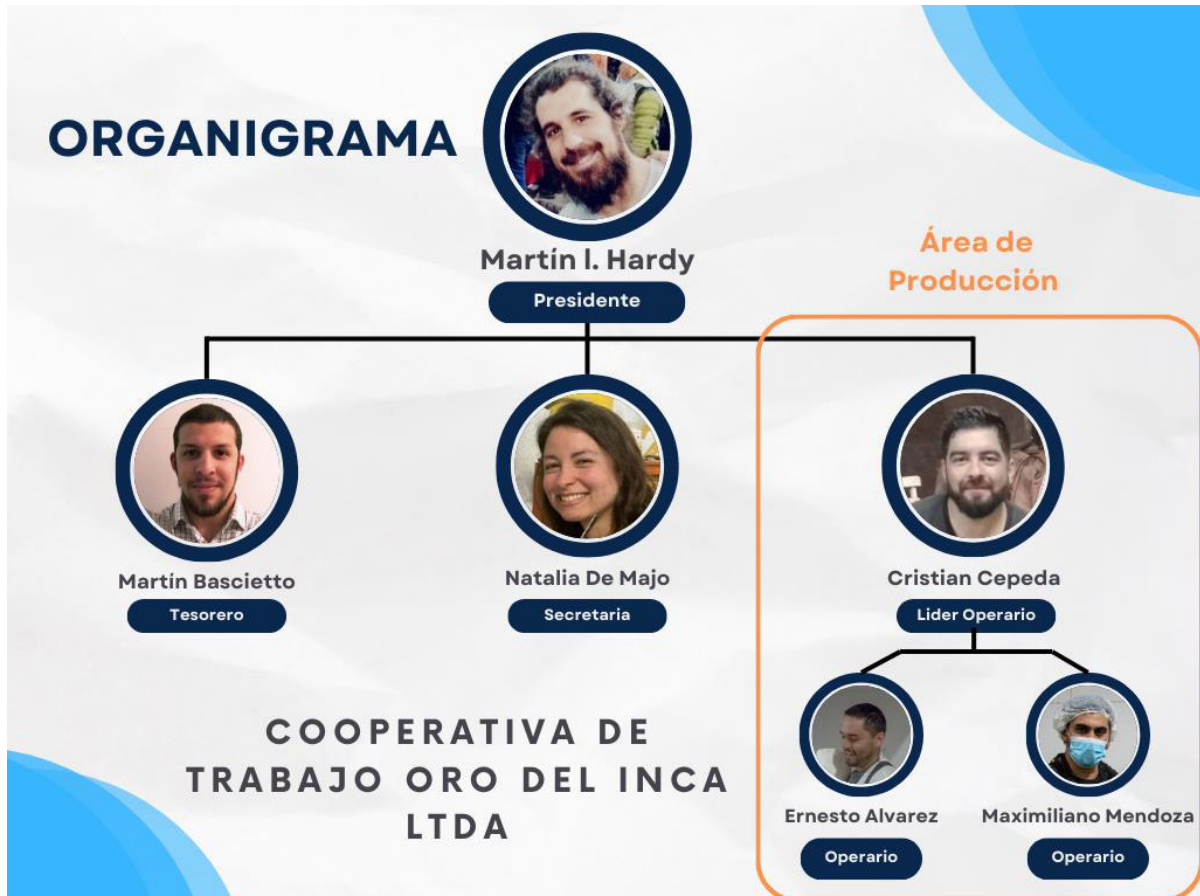 ORGANIGRAMA
Martín I. Hardy
Presidente
Área de
Producción
Martín Bascietto
Tesorero
Natalia De Majo
Secretaria
Cristian Cepeda
Lider Operario
COOPERATIVA DE
TRABAJO ORO DEL INCA
LTDA
Ernesto Alvarez
Operario
Maximiliano Mendoza
Operario